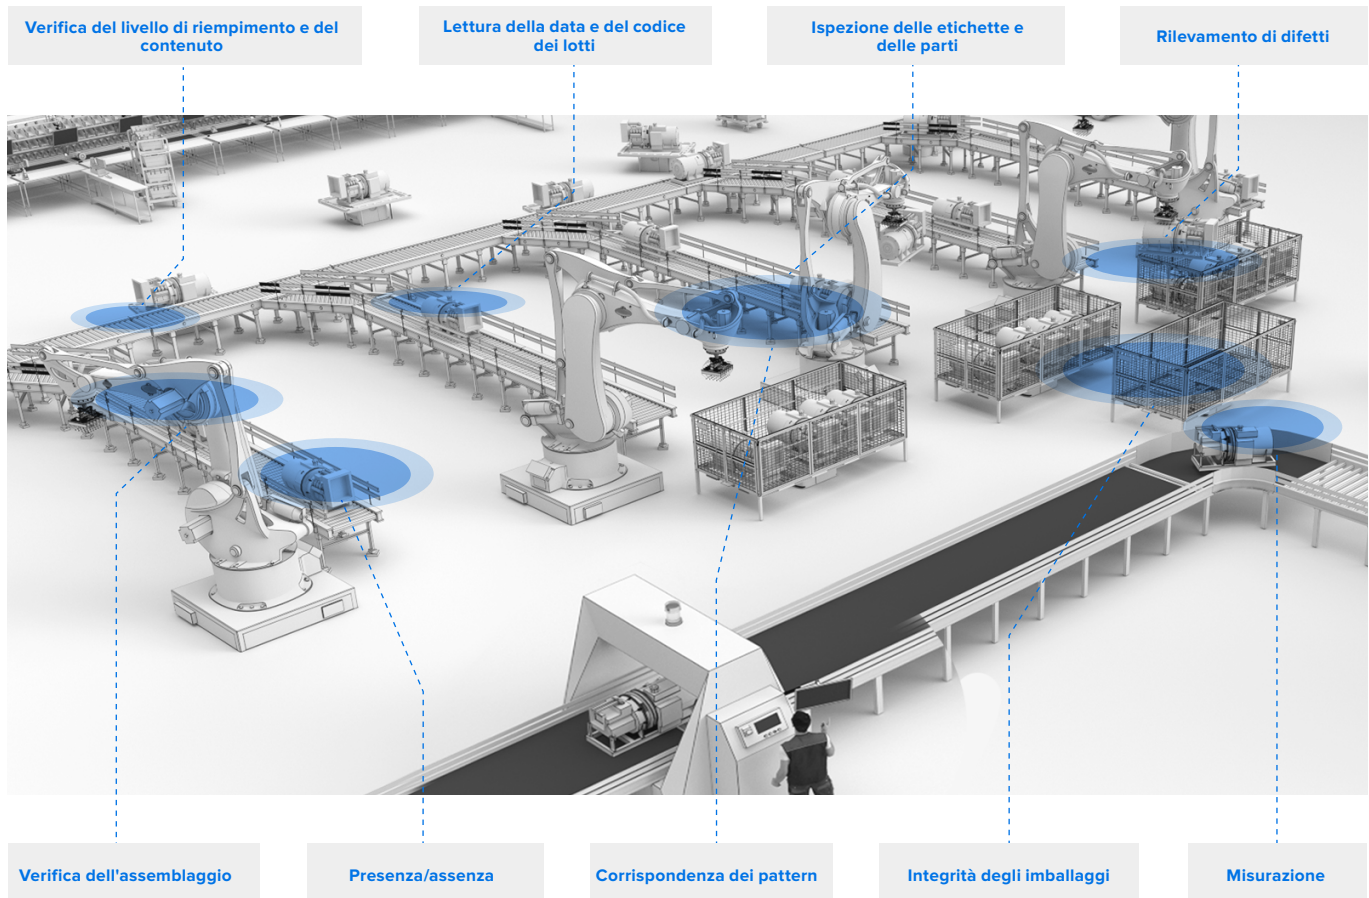 Verifica del livello di riempimento e del
contenuto
Lettura della data e del codice
dei lotti
Ispezione delle etichette e
delle parti
Rilevamento di difetti
Verifica dell'assemblaggio
Presenza/assenza
Corrispondenza dei pattern
Integrità degli imballaggi
Misurazione